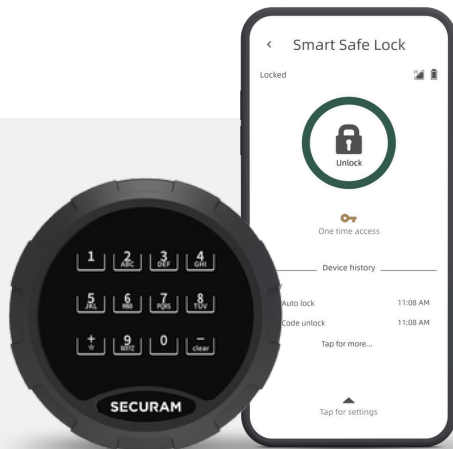 Smart Safe Lock
Locked
Unlock
One time access
Device history
Auto lock 11:08 AM
Code unlock 11:08 AM
Tap for more...
Tap for settings
1 2 ABC 3 DEF 4 GHI
5 JKL 6 MNO 7 PQRS 8 TUV
+ * 9 WXYZ 0 − clear
SECURAM